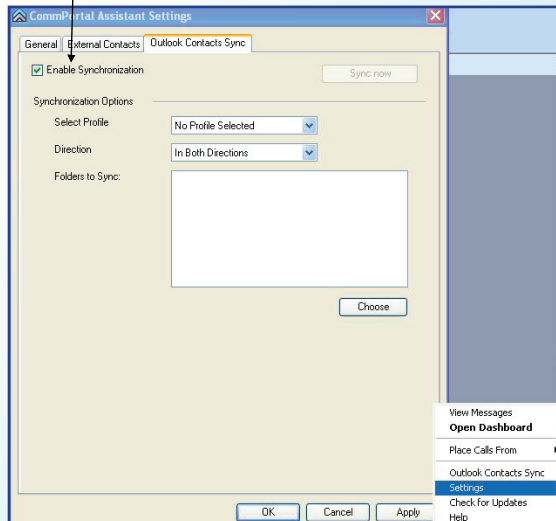 CommPortal Assistant Settings
General External Contacts Outlook Contacts Sync
Enable Synchronization
Sync now
Synchronization Options
Select Profile No Profile Selected
Direction In Both Directions
Folders to Sync:
Choose
OK Cancel Apply
View Messages
Open Dashboard
Place Calls From
Outlook Contacts Sync
Settings
Check for Updates
Help